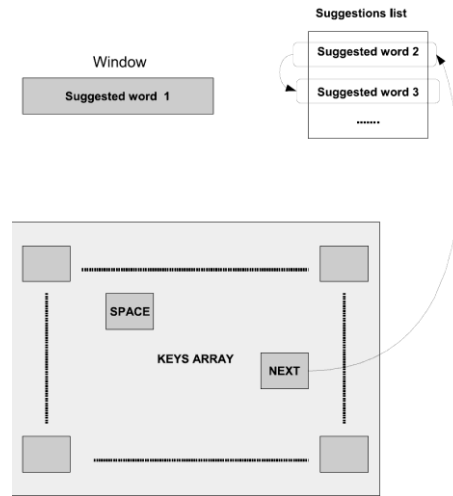 Suggestions list
Window
Suggested word 2
Suggested word 1
Suggested word 3
.......
SPACE
KEYS ARRAY
NEXT